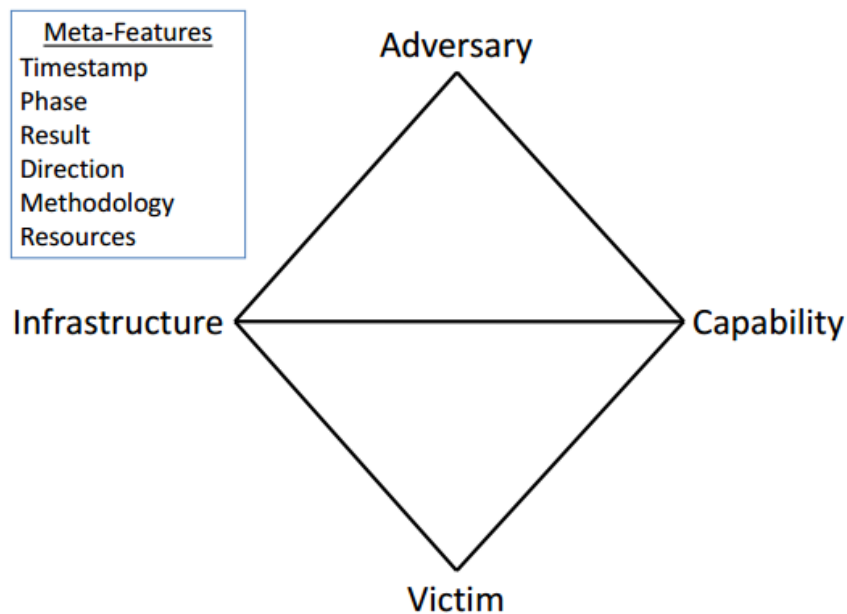 Meta-Features
Timestamp
Phase
Result
Direction
Methodology
Resources
Adversary
Infrastructure
Capability
Victim